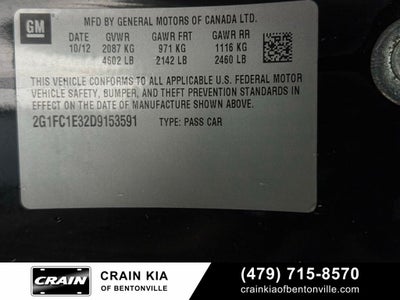 GM
MFD BY GENERAL MOTORS OF CANADA LTD.
DATE GVWR GAWR FRT GAWR RR
10/12 2087 KG 971 KG 1116 KG
4602 LB 2142 LB 2460 LB
THIS VEHICLE CONFORMS TO ALL APPLICABLE U.S. FEDERAL MOTOR
VEHICLE SAFETY, BUMPER, AND THEFT PREVENTION STANDARDS
IN EFFECT ON THE DATE OF MANUFACTURE SHOWN ABOVE.
2G1FC1E32D9153591 TYPE: PASS CAR
CRAIN
CRAIN KIA
OF BENTONVILLE
(479) 715-8570
crainkiaofbentonville.com